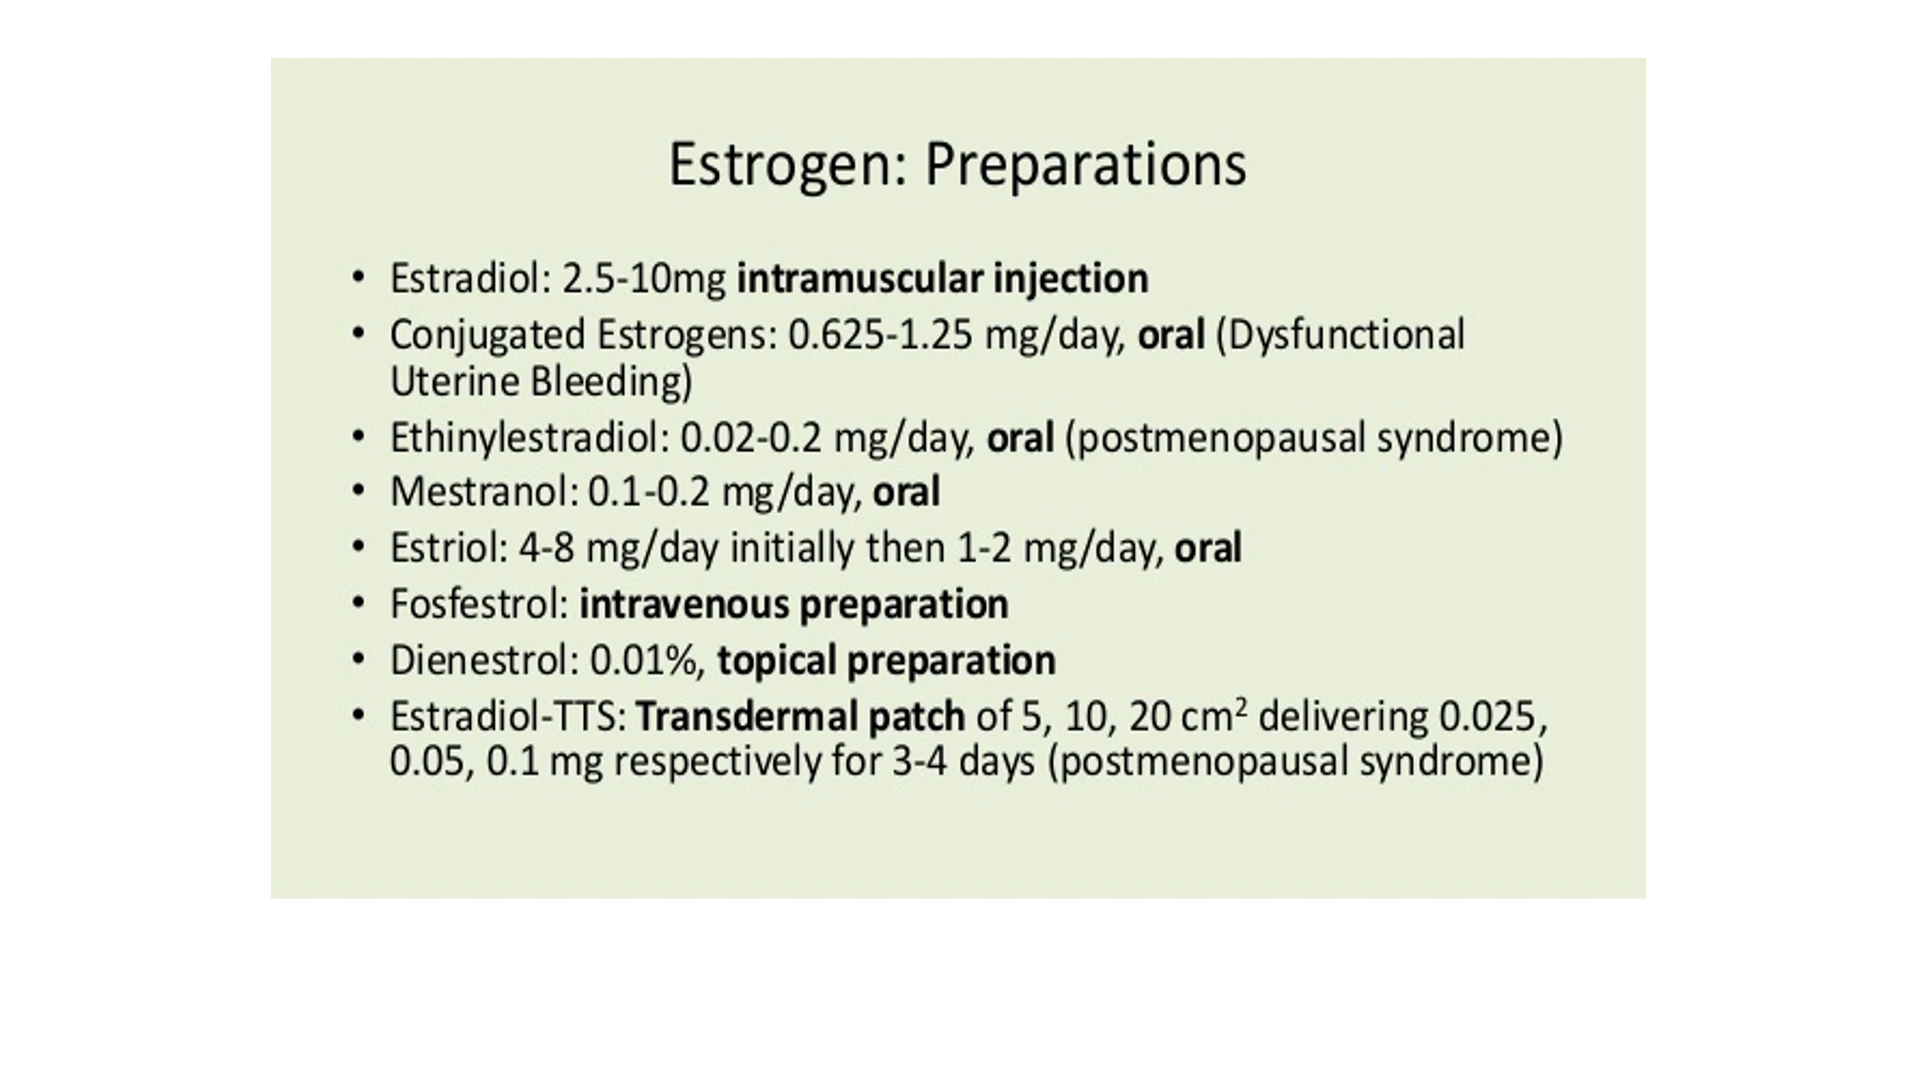 Estrogen: Preparations
• Estradiol: 2.5-10mg intramuscular injection
• Conjugated Estrogens: 0.625-1.25 mg/day, oral (Dysfunctional
Uterine Bleeding)
• Ethinylestradiol: 0.02-0.2 mg/day, oral (postmenopausal syndrome)
• Mestranol: 0.1-0.2 mg/day, oral
• Estriol: 4-8 mg/day initially then 1-2 mg/day, oral
• Fosfestrol: intravenous preparation
• Dienestrol: 0.01%, topical preparation
• Estradiol-TTS: Transdermal patch of 5, 10, 20 cm² delivering 0.025,
0.05, 0.1 mg respectively for 3-4 days (postmenopausal syndrome)